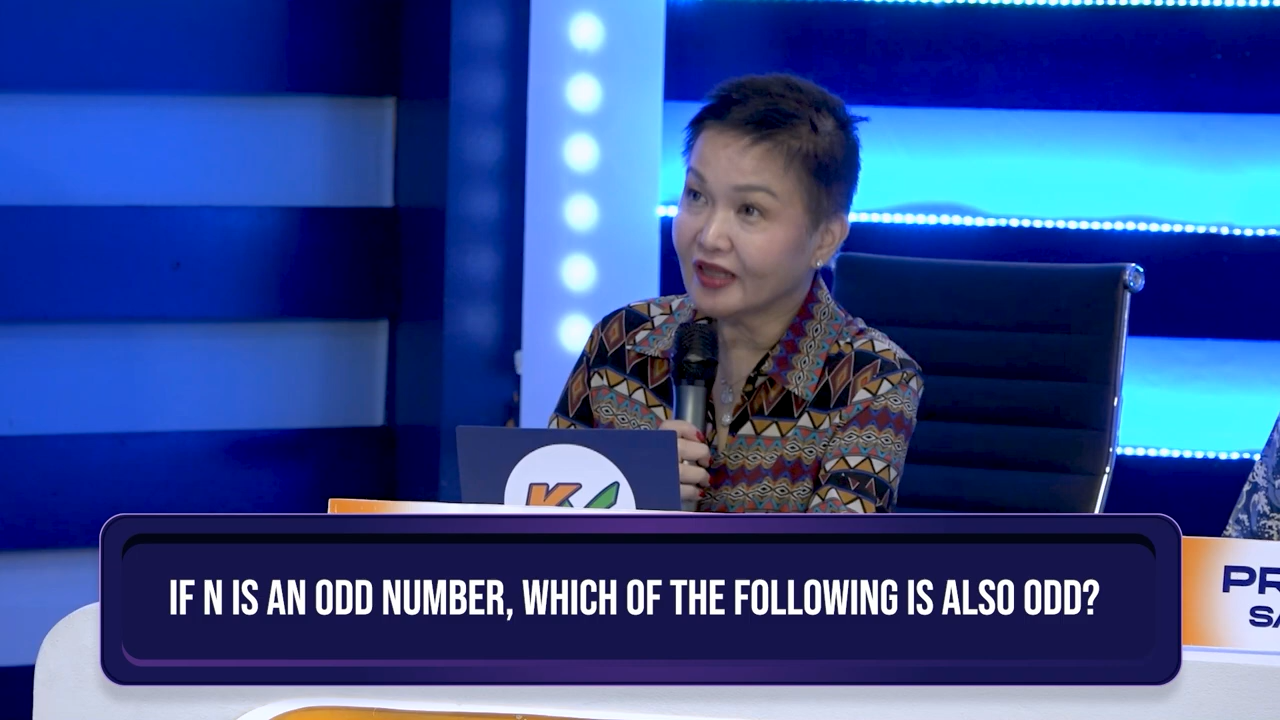 IF N IS AN ODD NUMBER, WHICH OF THE FOLLOWING IS ALSO ODD?